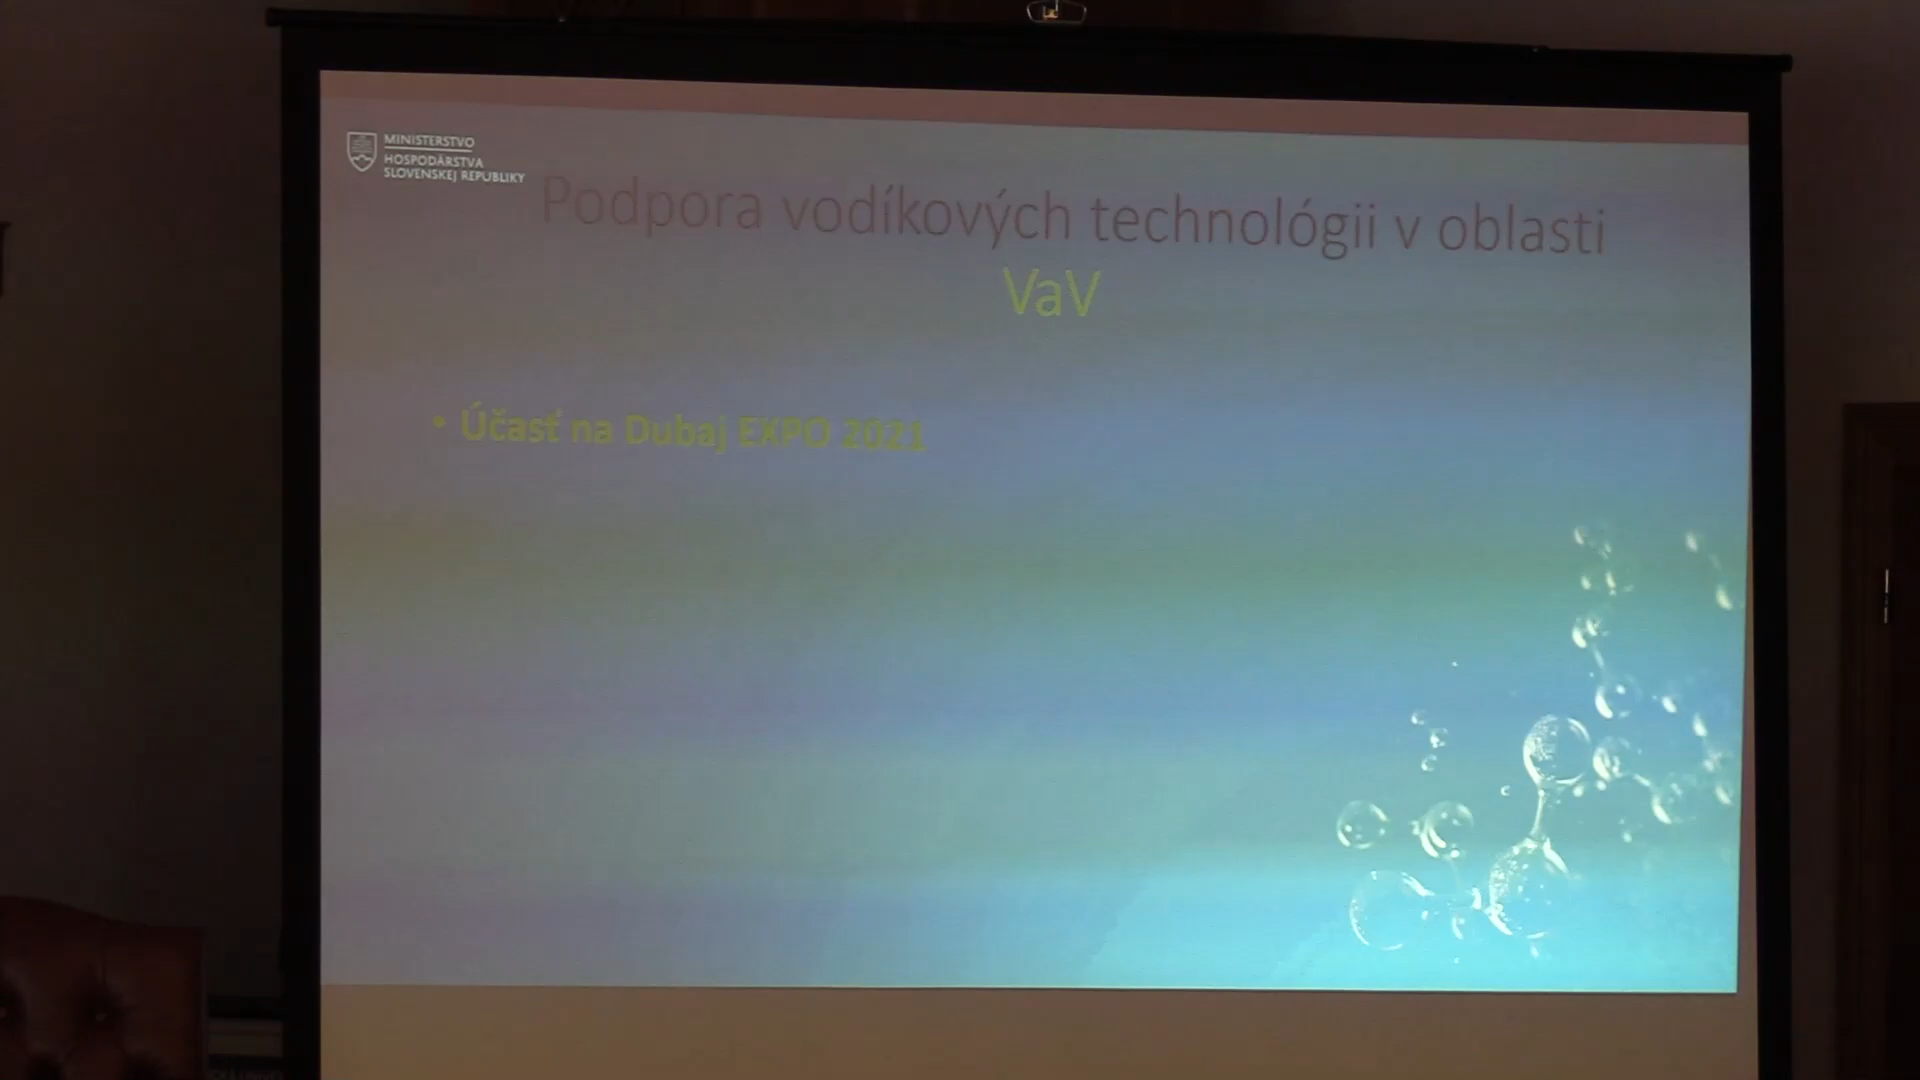 MINISTERSTVO
HOSPODÁRSTVA
SLOVENSKEJ REPUBLIKY
Podpora vodíkových technológii v oblasti
VaV
• Účasť na Dubaj EXPO 2021